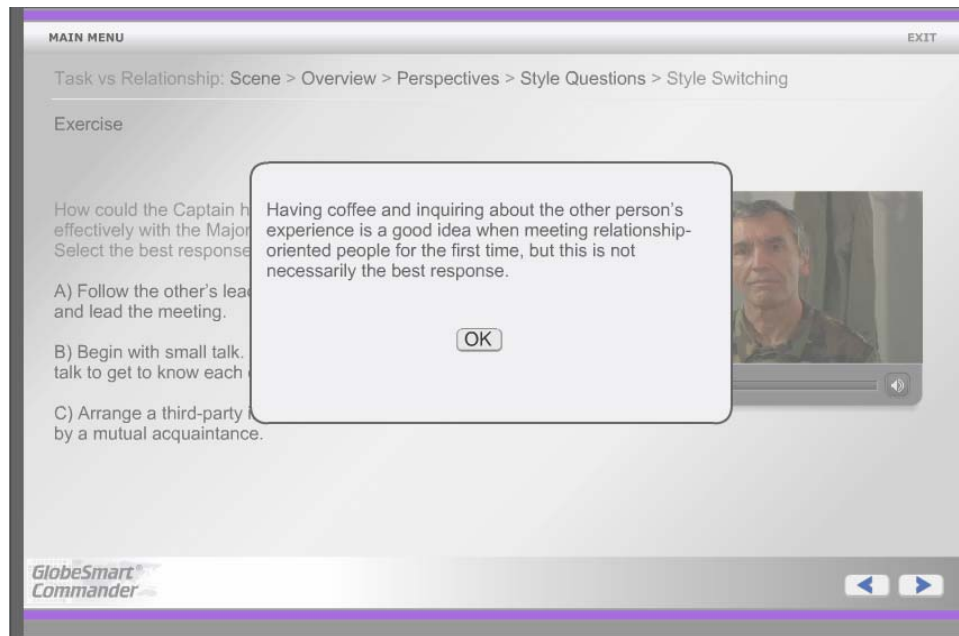 MAIN MENU
EXIT
Task vs Relationship: Scene > Overview > Perspectives > Style Questions > Style Switching
Exercise
How could the Captain h
effectively with the Major
Select the best response
A) Follow the other's lead
and lead the meeting.
B) Begin with small talk.
talk to get to know each
C) Arrange a third-party
by a mutual acquaintance.
Having coffee and inquiring about the other person's
experience is a good idea when meeting relationship-
oriented people for the first time, but this is not
necessarily the best response.
OK
GlobeSmart®
Commander